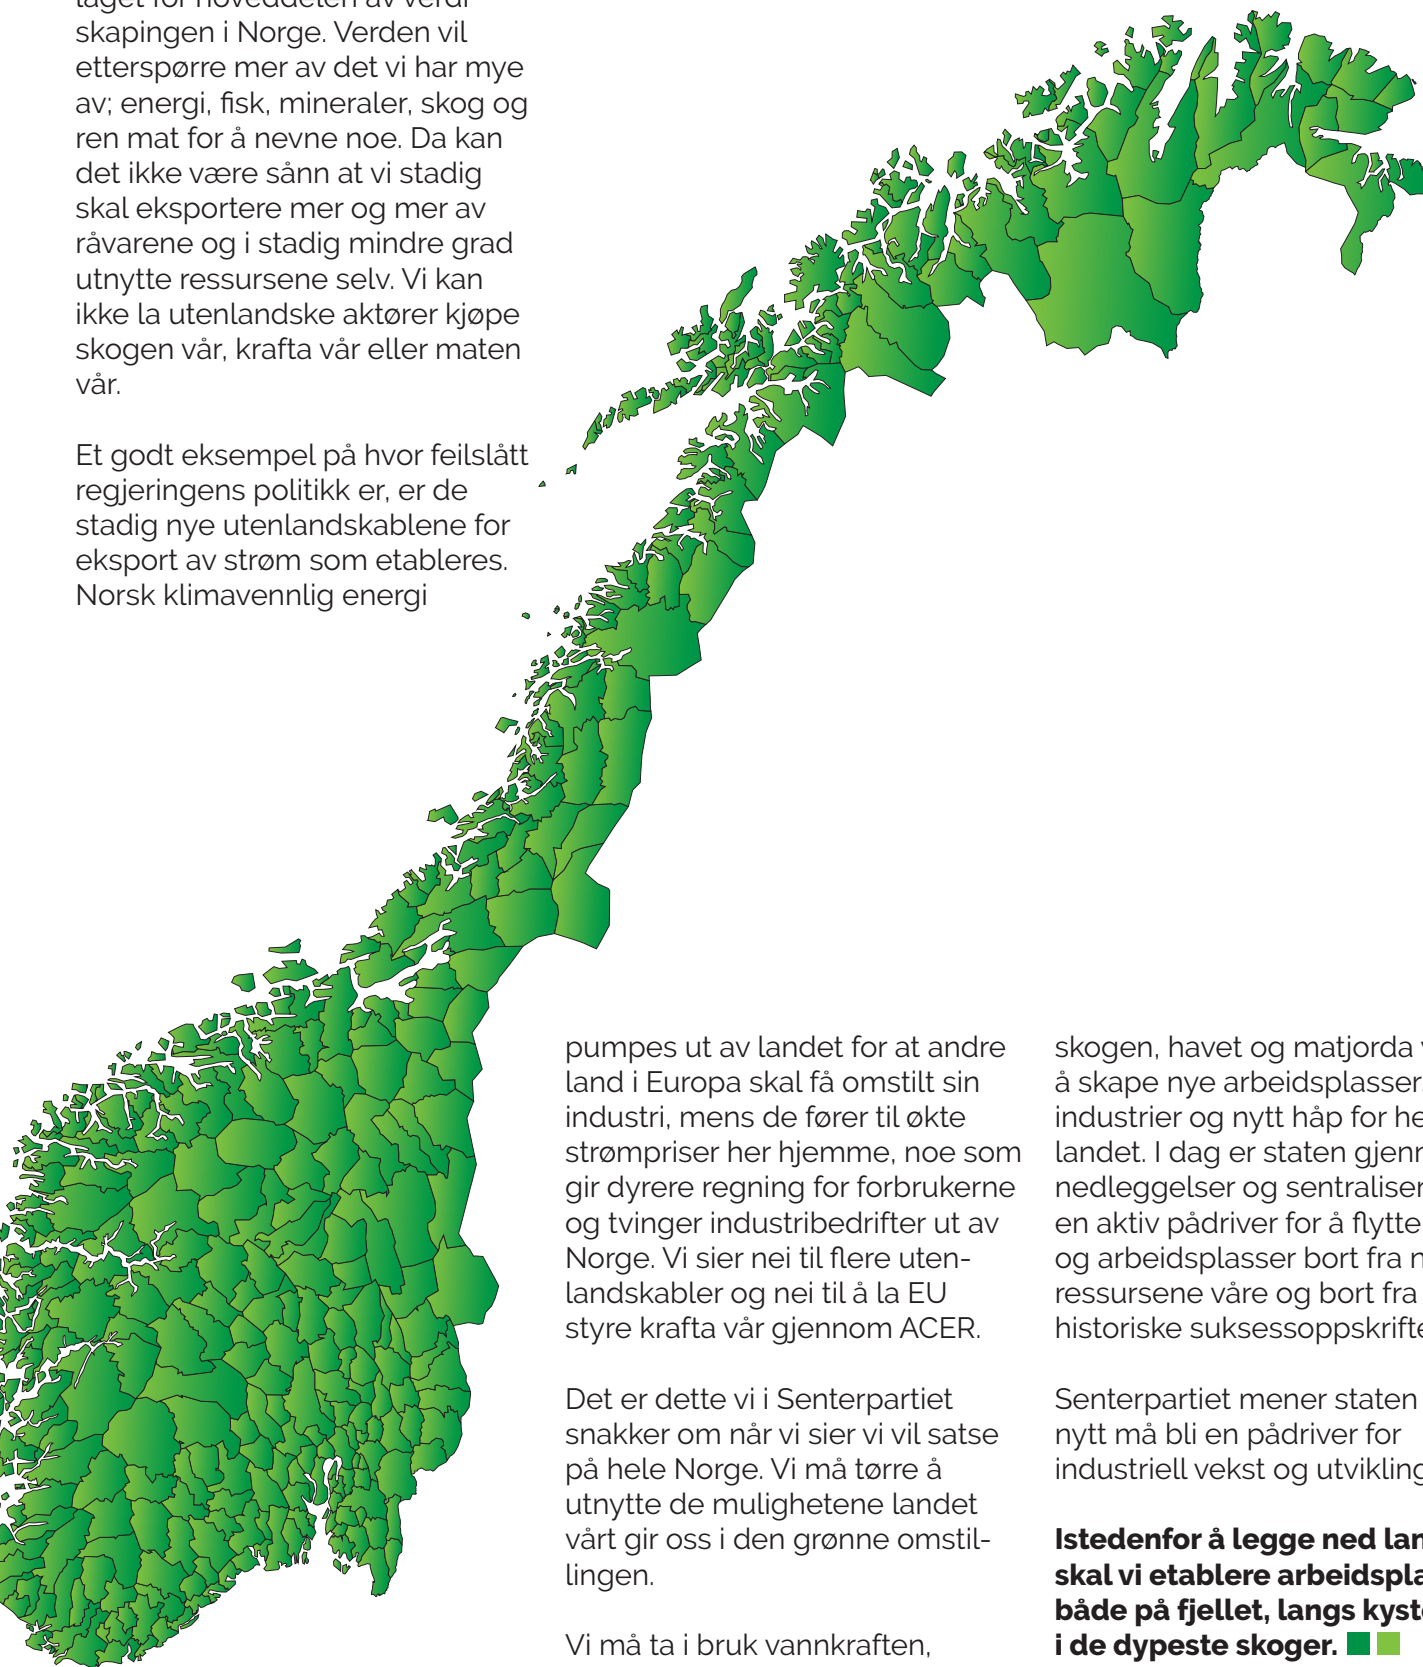 laget for hoveddelen av verdi-
skapingen i Norge. Verden vil
etterspørre mer av det vi har mye
av; energi, fisk, mineraler, skog og
ren mat for å nevne noe. Da kan
det ikke være sånn at vi stadig
skal eksportere mer og mer av
råvarene og i stadig mindre grad
utnytte ressursene selv. Vi kan
ikke la utenlandske aktører kjøpe
skogen vår, krafta vår eller maten
vår.
Et godt eksempel på hvor feilslått
regjeringens politikk er, er de
stadig nye utenlandskablene for
eksport av strøm som etableres.
Norsk klimavennlig energi
pumpes ut av landet for at andre
land i Europa skal få omstilt sin
industri, mens de fører til økte
strømpriser her hjemme, noe som
gir dyrere regning for forbrukerne
og tvinger industribedrifter ut av
Norge. Vi sier nei til flere uten-
landskabler og nei til å la EU
styre krafta vår gjennom ACER.
Det er dette vi i Senterpartiet
snakker om når vi sier vi vil satse
på hele Norge. Vi må tørre å
utnytte de mulighetene landet
vårt gir oss i den grønne omstil-
lingen.
Vi må ta i bruk vannkraften,
skogen, havet og matjorda
å skape nye arbeidsplasser
industrier og nytt håp for
landet. I dag er staten
nedleggelser og
en aktiv pådriver for å flytte
og arbeidsplasser bort fra
ressursene våre og bort fra
historiske
Senterpartiet mener staten
nytt må bli en pådriver for
industriell vekst og utvikling
Istedenfor å legge ned
skal vi etablere
både på fjellet, langs
i de dypeste skoger.